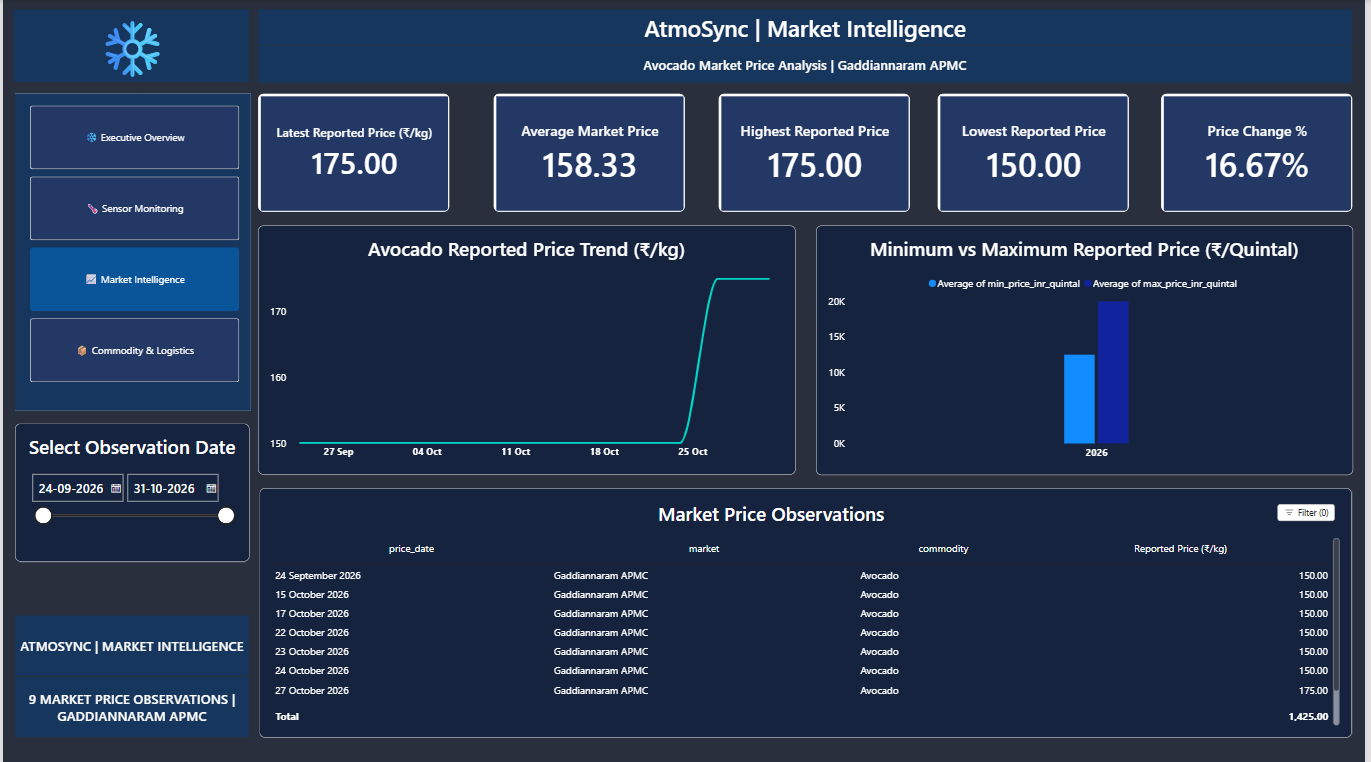 AtmoSync | Market Intelligence
Avocado Market Price Analysis | Gaddiannaram APMC
Executive Overview
Sensor Monitoring
Market Intelligence
Commodity & Logistics
Latest Reported Price (₹/kg)
175.00
Average Market Price
158.33
Highest Reported Price
175.00
Lowest Reported Price
150.00
Price Change %
16.67%
Select Observation Date
24-09-2026 31-10-2026
Avocado Reported Price Trend (₹/kg)
170
160
150
27 Sep 04 Oct 11 Oct 18 Oct 25 Oct
Minimum vs Maximum Reported Price (₹/Quintal)
Average of min_price_inr_quintal Average of max_price_inr_quintal
20K
15K
10K
5K
0K
2026
Market Price Observations
Filter (0)
price_date market commodity Reported Price (₹/kg)
24 September 2026 Gaddiannaram APMC Avocado 150.00
15 October 2026 Gaddiannaram APMC Avocado 150.00
17 October 2026 Gaddiannaram APMC Avocado 150.00
22 October 2026 Gaddiannaram APMC Avocado 150.00
23 October 2026 Gaddiannaram APMC Avocado 150.00
24 October 2026 Gaddiannaram APMC Avocado 150.00
27 October 2026 Gaddiannaram APMC Avocado 175.00
Total 1,425.00
ATMOSYNC | MARKET INTELLIGENCE
9 MARKET PRICE OBSERVATIONS |
GADDIANNARAM APMC